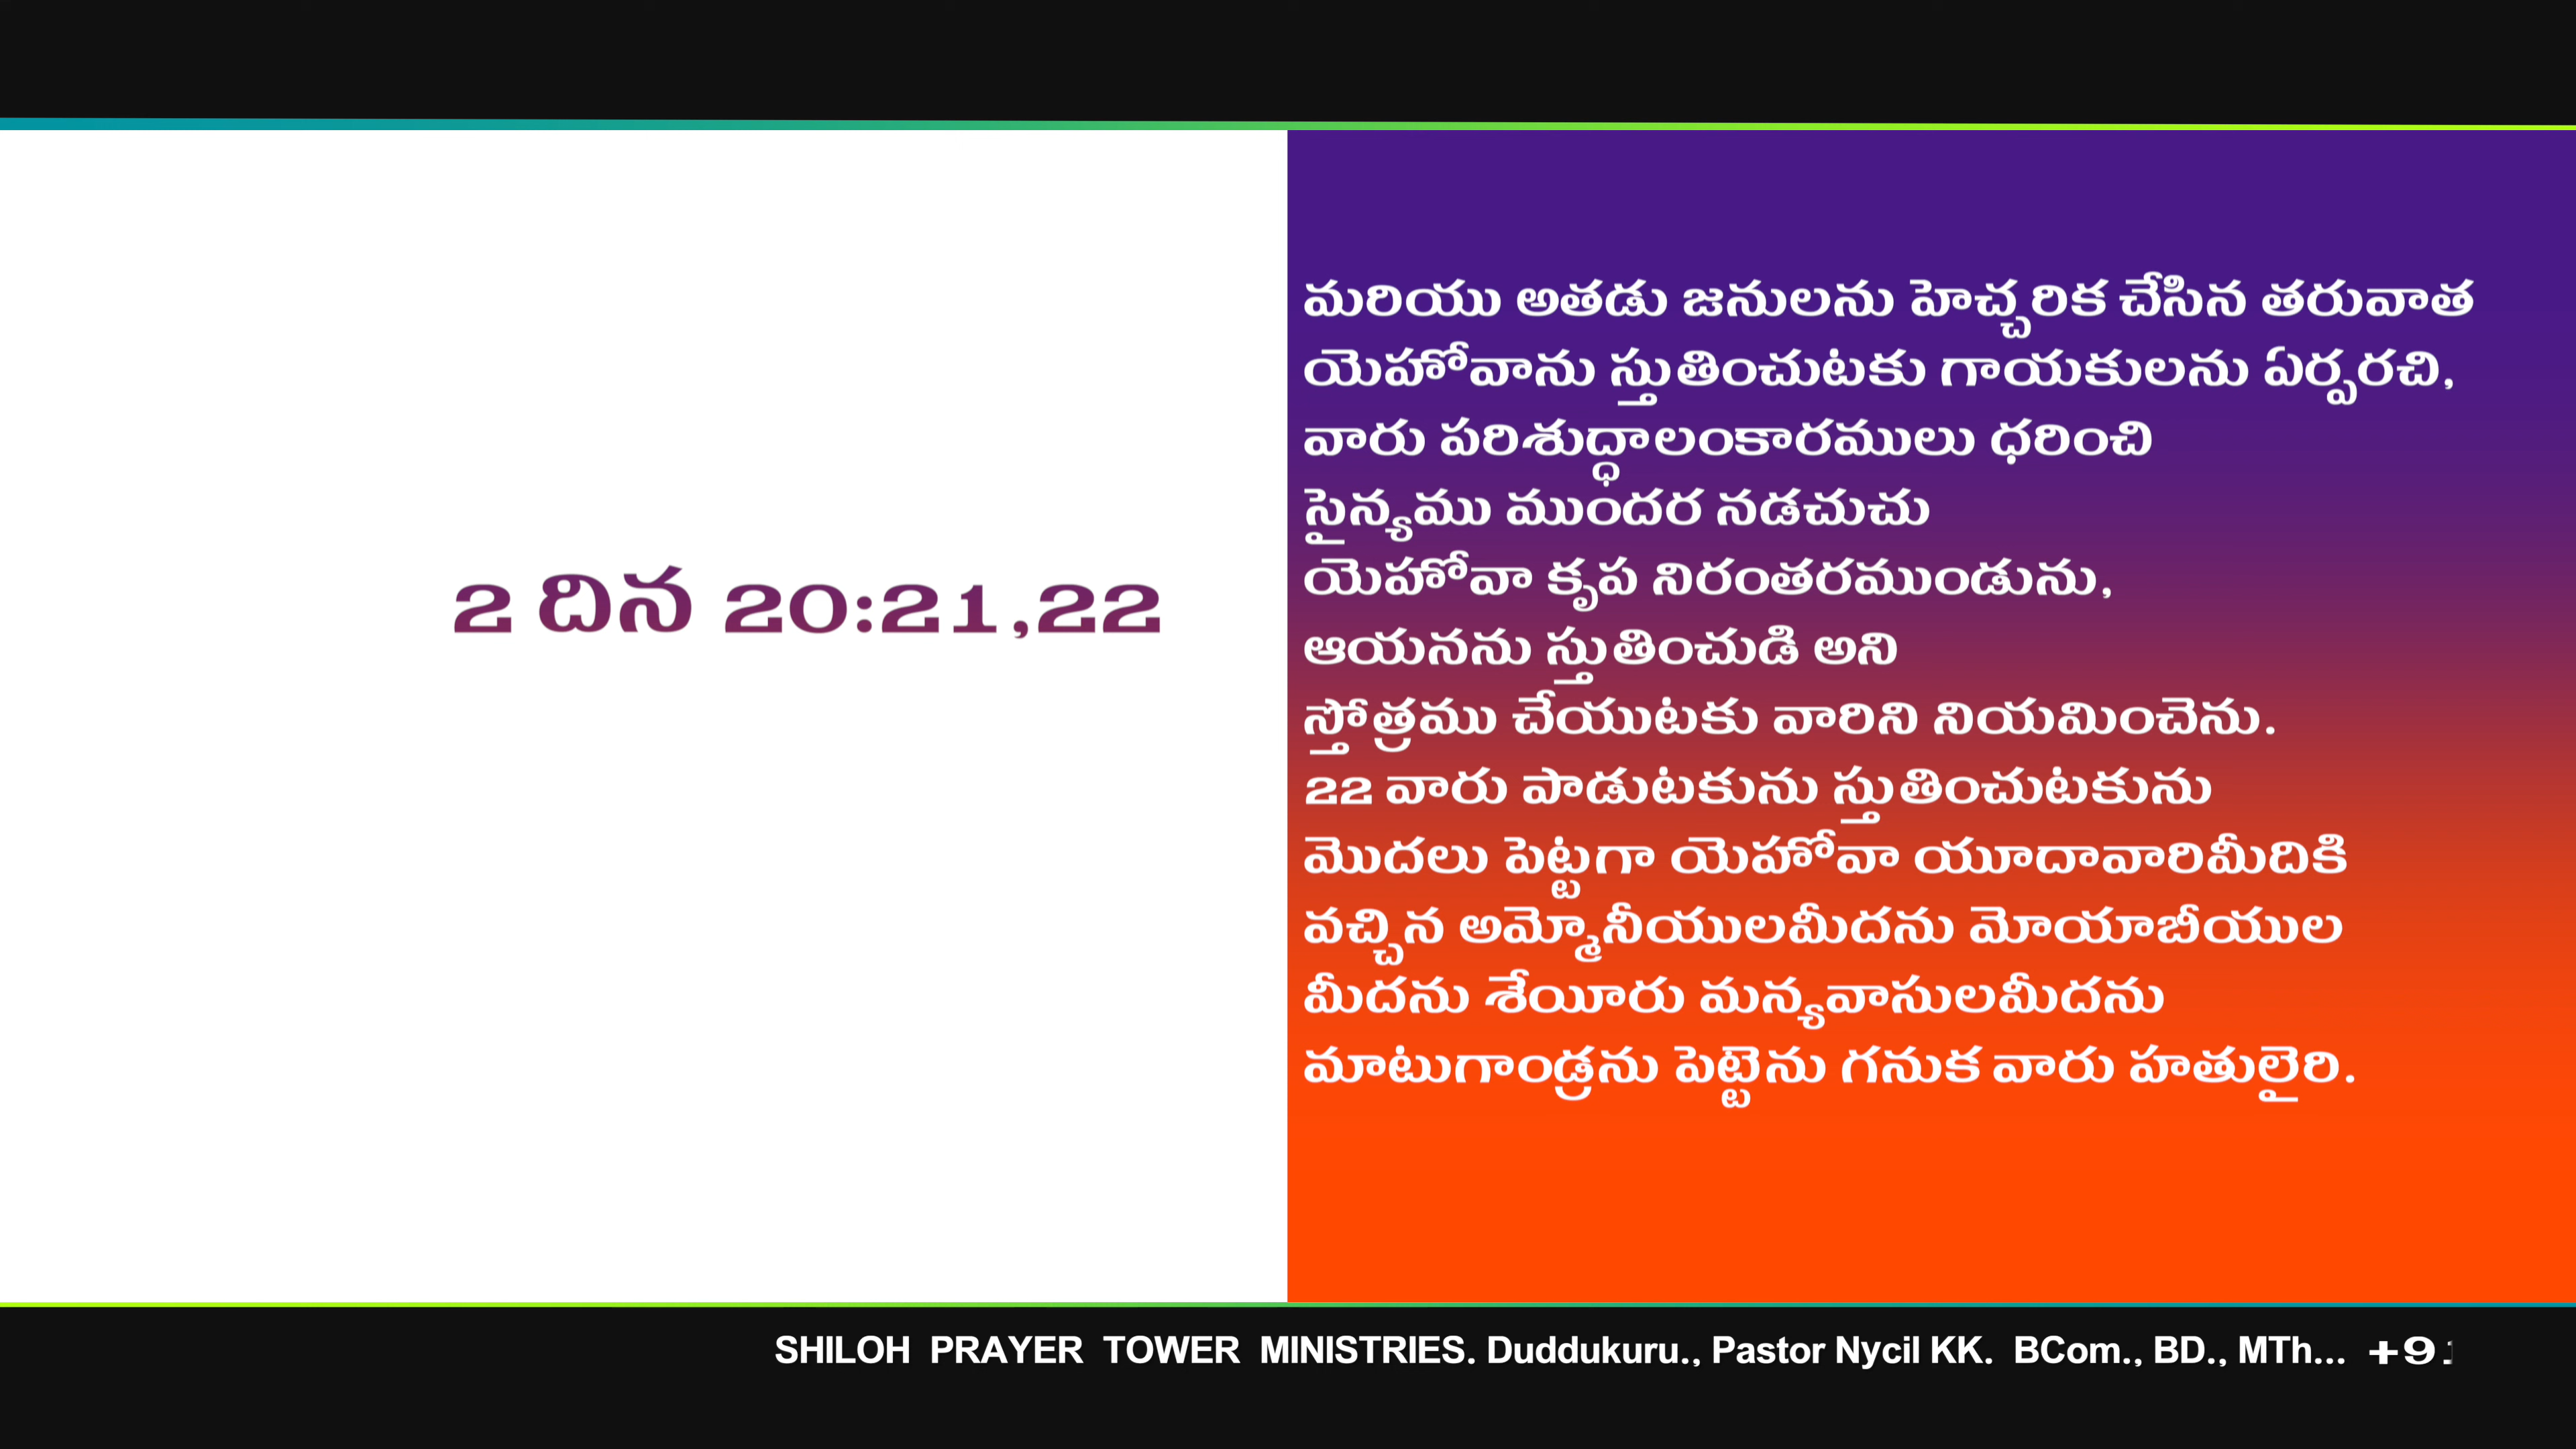 2 దిన 20:21,22
మరియు అతడు జనులను హెచ్చరిక చేసిన తరువాత
యెహోవాను స్తుతించుటకు గాయకులను ఏర్పరచి,
వారు పరిశుద్ధాలంకారములు ధరించి
సైన్యము ముందర నడచుచు
యెహోవా కృప నిరంతరముండును,
ఆయనను స్తుతించుడి అని
స్తోత్రము చేయుటకు వారిని నియమించెను.
22 వారు పాడుటకును స్తుతించుటకును
మొదలు పెట్టగా యెహోవా యూదావారిమీదికి
వచ్చిన అమ్మోనీయులమీదను మోయాబీయుల
మీదను శేయీరు మన్యవాసులమీదను
మాటుగాండ్రను పెట్టెను గనుక వారు హతులైరి.
SHILOH PRAYER TOWER MINISTRIES. Duddukuru., Pastor Nycil KK. BCom., BD., MTh... +91